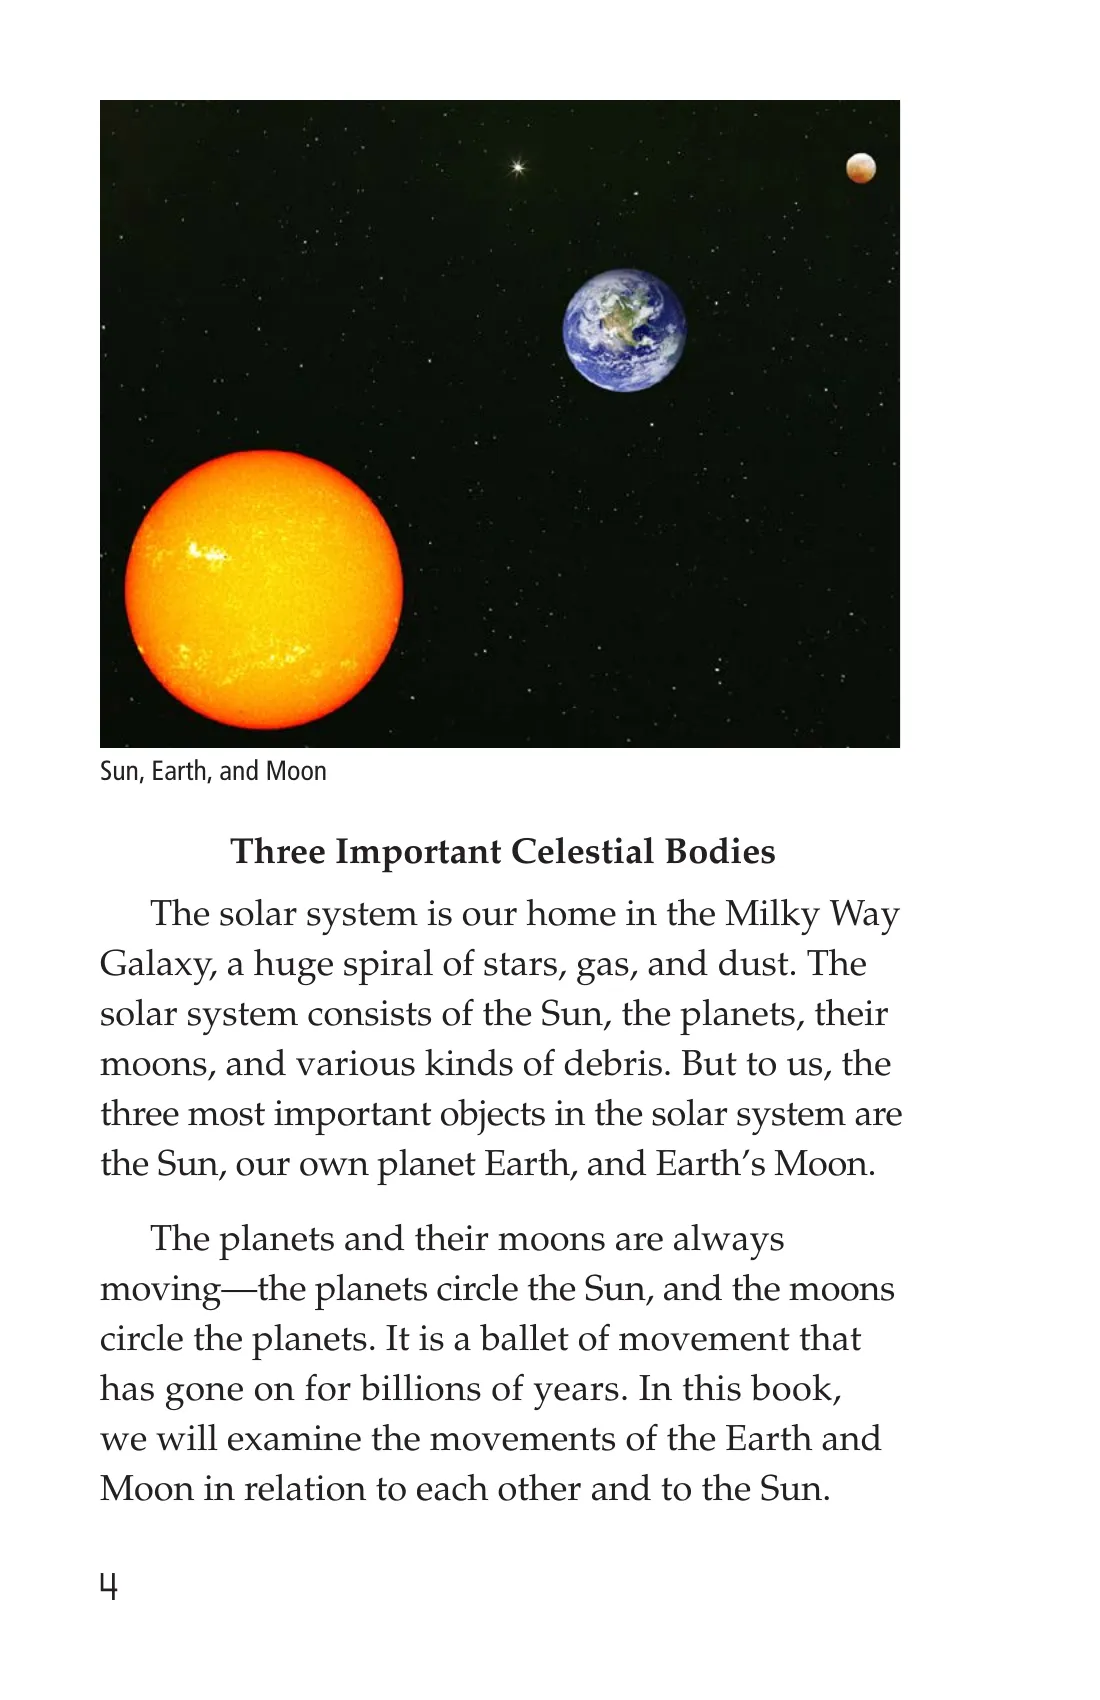 Sun, Earth, and Moon
Three Important Celestial Bodies
The solar system is our home in the Milky Way
Galaxy, a huge spiral of stars, gas, and dust. The
solar system consists of the Sun, the planets, their
moons, and various kinds of debris. But to us, the
three most important objects in the solar system are
the Sun, our own planet Earth, and Earth’s Moon.
The planets and their moons are always
moving—the planets circle the Sun, and the moons
circle the planets. It is a ballet of movement that
has gone on for billions of years. In this book,
we will examine the movements of the Earth and
Moon in relation to each other and to the Sun.
4